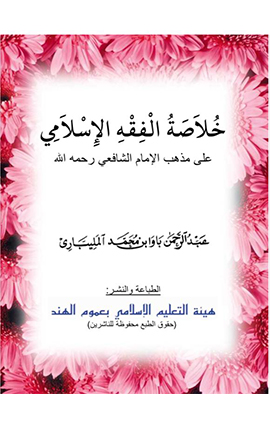 خُلَاصَةُ الْفِقْهِ الْإِسْلَامِي
على مذهب الإمام الشافعي رحمه الله
عبد الرحمن باوا بن محمد المليباري
الطباعة والنشر:
هيئة التعليم الإسلامي بعموم الهند
(حقوق الطبع محفوظة للناشرين)